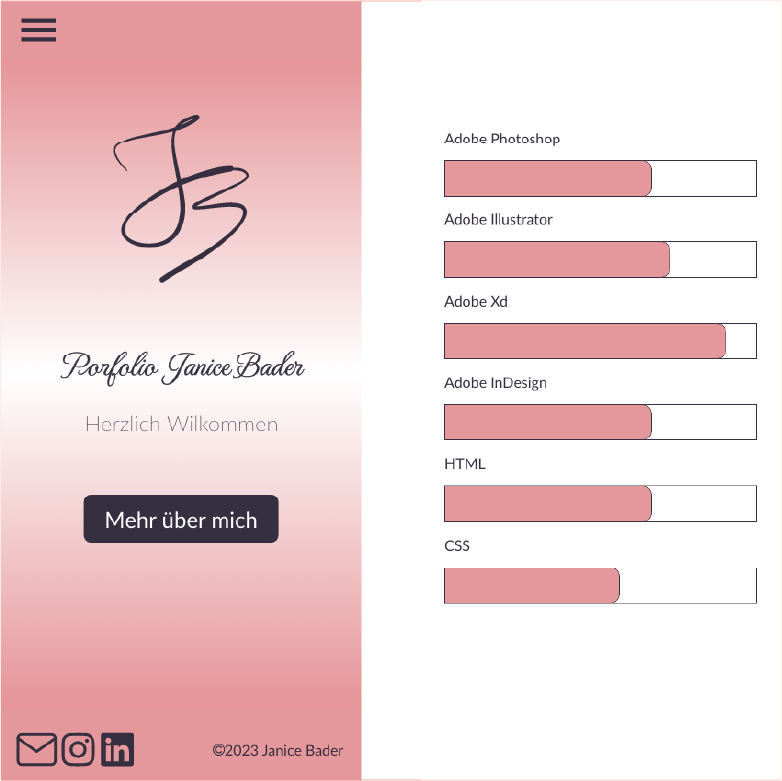 JB
Porfolio Janice Bader
Herzlich Wilkommen
Mehr über mich
©2023 Janice Bader
Adobe Photoshop
Adobe Illustrator
Adobe Xd
Adobe InDesign
HTML
CSS